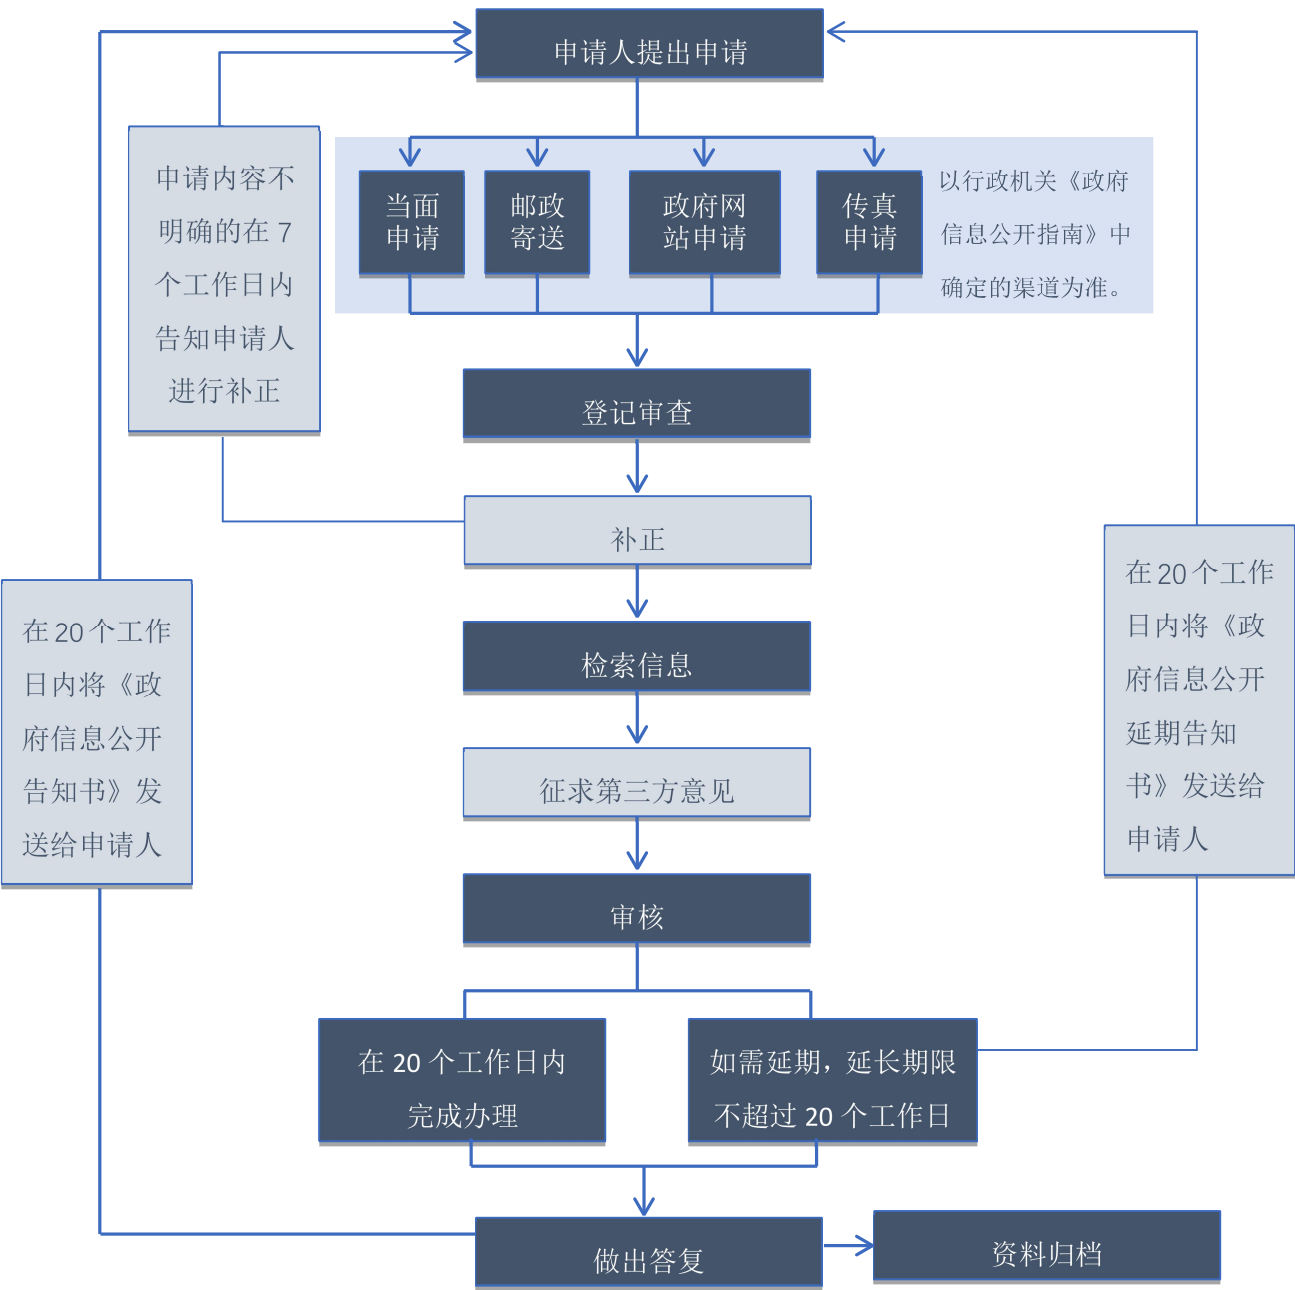 申请人提出申请
申请内容不
明确的在 7
个工作日内
告知申请人
进行补正
当面
申请
邮政
寄送
政府网
站申请
传真
申请
以行政机关《政府
信息公开指南》中
确定的渠道为准。
登记审查
补正
检索信息
征求第三方意见
审核
在 20 个工作
日内将《政
府信息公开
告知书》发
送给申请人
在 20 个工作
日内将《政
府信息公开
延期告知
书》发送给
申请人
在 20 个工作日内
完成办理
如需延期，延长期限
不超过 20 个工作日
做出答复
资料归档